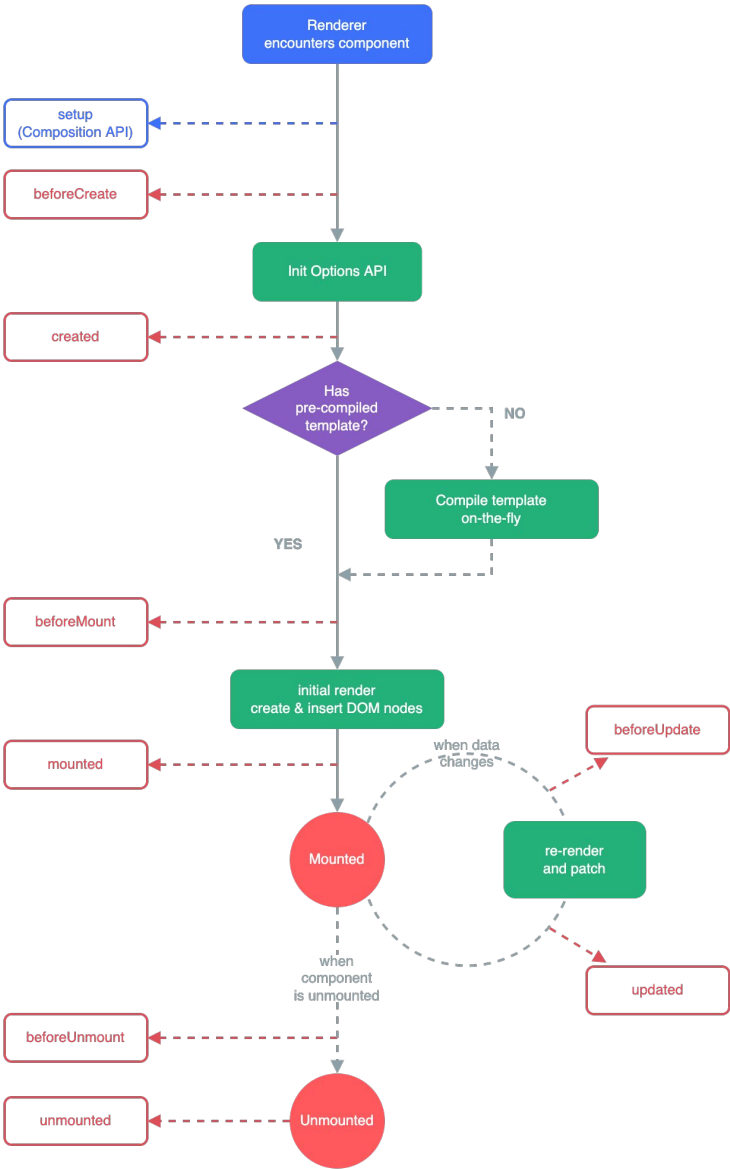 Renderer
encounters component
setup
(Composition API)
beforeCreate
Init Options API
created
Has
pre-compiled
template?
NO
Compile template
on-the-fly
YES
beforeMount
initial render
create & insert DOM nodes
beforeUpdate
when data
changes
mounted
Mounted
re-render
and patch
when
component
is unmounted
updated
beforeUnmount
unmounted
Unmounted